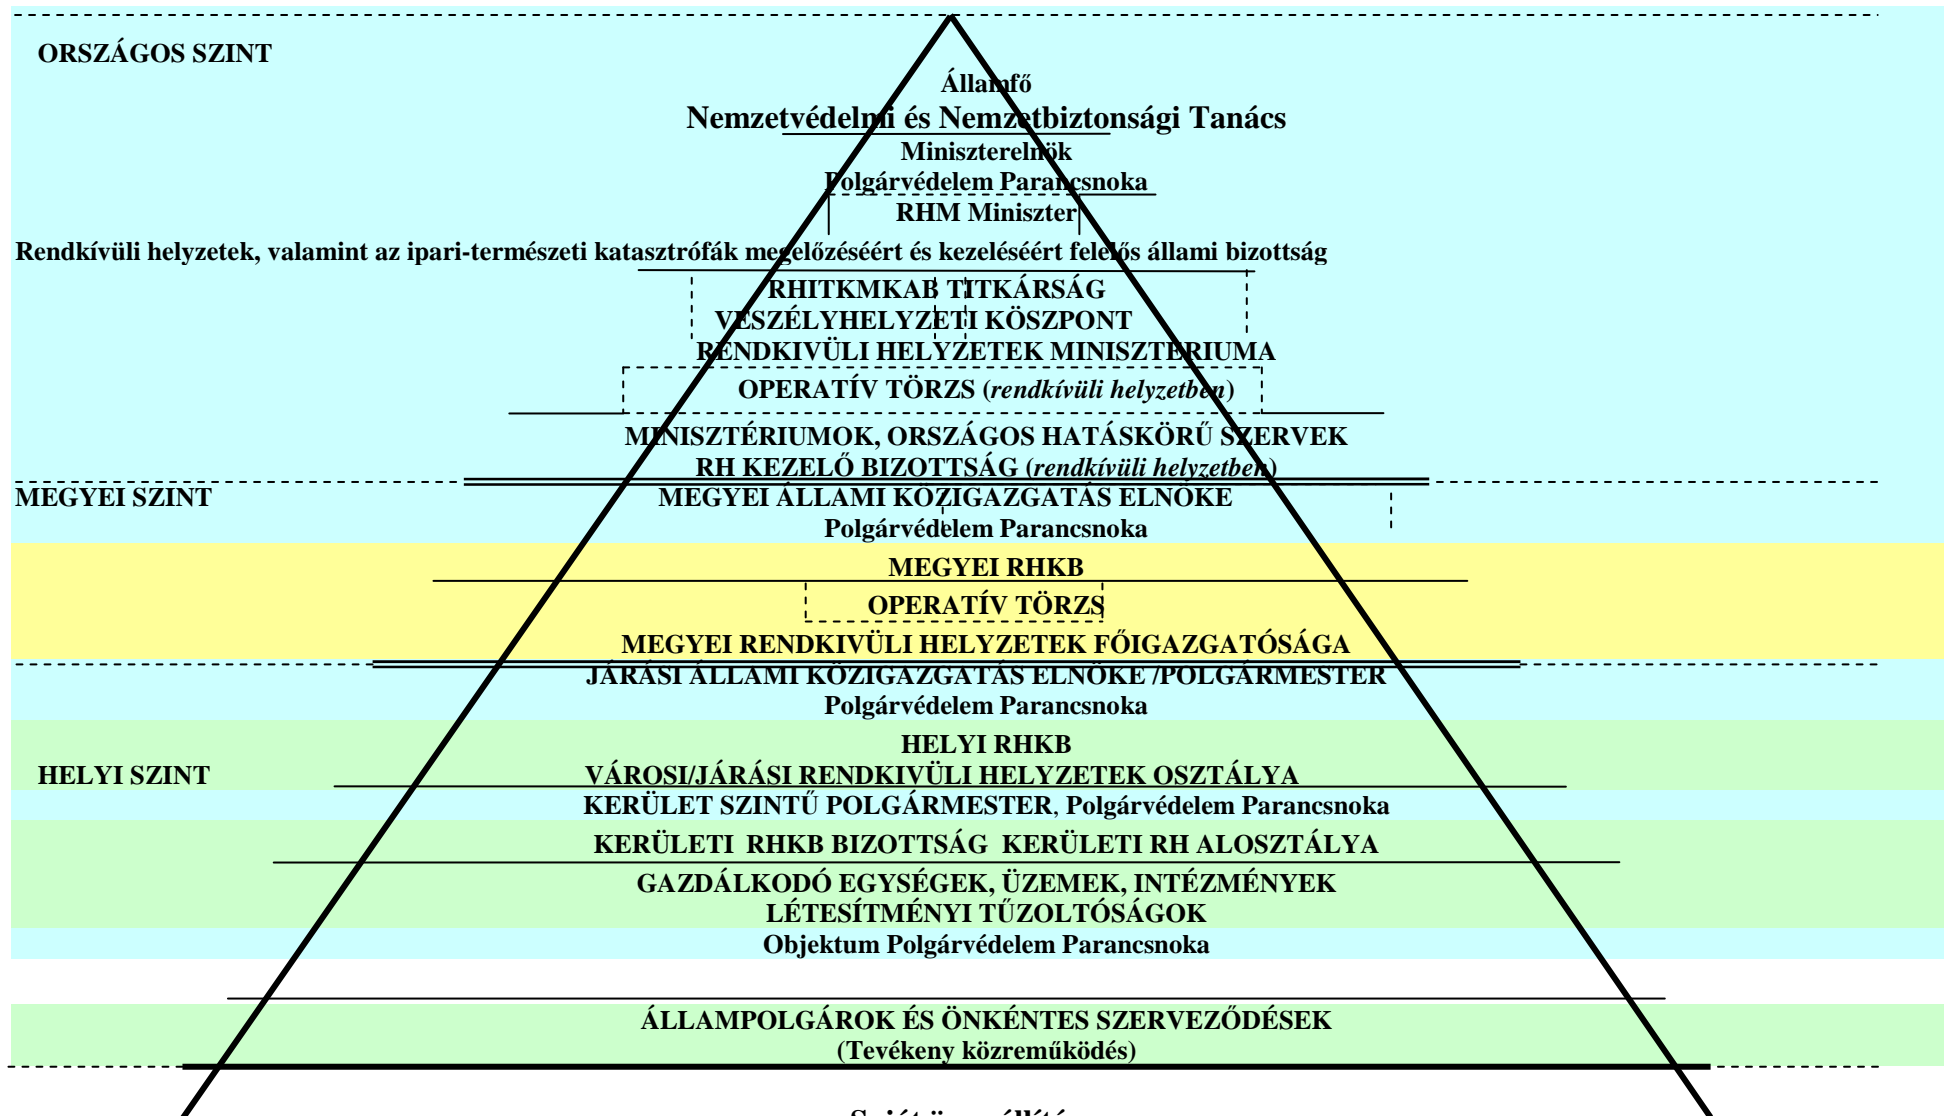 ORSZÁGOS SZINT
Államfő
Nemzetvédelmi és Nemzetbiztonsági Tanács
Miniszterelnök
Polgárvédelem Parancsnoka
RHM Miniszter
Rendkívüli helyzetek, valamint az ipari-természeti katasztrófák megelőzéséért és kezeléséért felelős állami bizottság
RHITKMKAB TITKÁRSÁG
VESZÉLYHELYZETI KÖSZPONT
RENDKIVÜLI HELYZETEK MINISZTÉRIUMA
OPERATÍV TÖRZS (rendkívüli helyzetben)
MINISZTÉRIUMOK, ORSZÁGOS HATÁSKÖRŰ SZERVEK
RH KEZELŐ BIZOTTSÁG (rendkívüli helyzetben)
MEGYEI SZINT
MEGYEI ÁLLAMI KÖZIGAZGATÁS ELNÖKE
Polgárvédelem Parancsnoka
MEGYEI RHKB
OPERATÍV TÖRZS
MEGYEI RENDKIVÜLI HELYZETEK FŐIGAZGATÓSÁGA
JÁRÁSI ÁLLAMI KÖZIGAZGATÁS ELNÖKE /POLGÁRMESTER
Polgárvédelem Parancsnoka
HELYI RHKB
HELYI SZINT
VÁROSI/JÁRÁSI RENDKIVÜLI HELYZETEK OSZTÁLYA
KERÜLET SZINTŰ POLGÁRMESTER, Polgárvédelem Parancsnoka
KERÜLETI RHKB BIZOTTSÁG KERÜLETI RH ALOSZTÁLYA
GAZDÁLKODÓ EGYSÉGEK, ÜZEMEK, INTÉZMÉNYEK
LÉTESÍTMÉNYI TŰZOLTÓSÁGOK
Objektum Polgárvédelem Parancsnoka
ÁLLAMPOLGÁROK ÉS ÖNKÉNTES SZERVEZŐDÉSEK
(Tevékeny közreműködés)